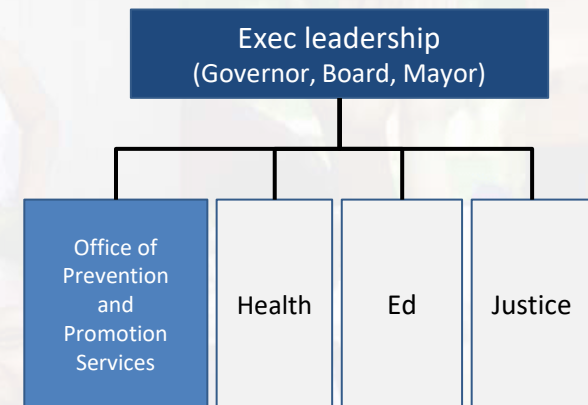 Exec leadership
(Governor, Board, Mayor)
Office of
Prevention
and
Promotion
Services
Health
Ed
Justice